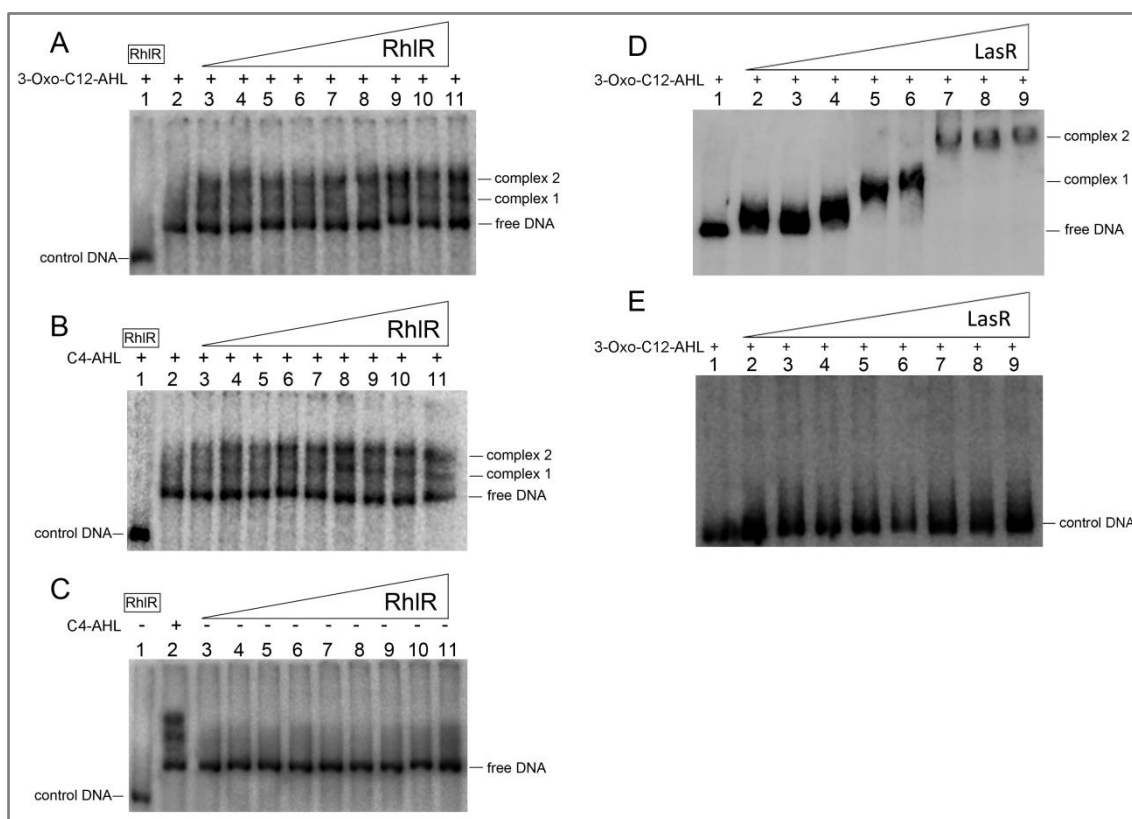 A
RhlR
RhlR
3-Oxo-C12-AHL + + + + + + + + + + +
1 2 3 4 5 6 7 8 9 10 11
complex 2
complex 1
free DNA
control DNA
B
RhlR
RhlR
C4-AHL + + + + + + + + + + +
1 2 3 4 5 6 7 8 9 10 11
complex 2
complex 1
free DNA
control DNA
C
RhlR
RhlR
C4-AHL - + - - - - - - - - -
1 2 3 4 5 6 7 8 9 10 11
free DNA
control DNA
D
LasR
3-Oxo-C12-AHL + + + + + + + + +
1 2 3 4 5 6 7 8 9
complex 2
complex 1
free DNA
E
LasR
3-Oxo-C12-AHL + + + + + + + + +
1 2 3 4 5 6 7 8 9
control DNA